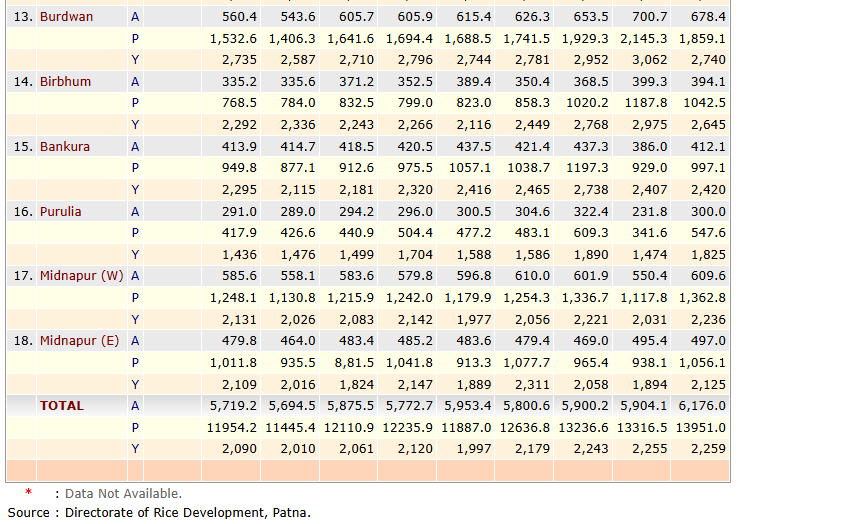 13. Burdwan A 560.4 543.6 605.7 605.9 615.4 626.3 653.5 700.7 678.4
P 1,532.6 1,406.3 1,641.6 1,694.4 1,688.5 1,741.5 1,929.3 2,145.3 1,859.1
Y 2,735 2,587 2,710 2,796 2,744 2,781 2,952 3,062 2,740
14. Birbhum A 335.2 335.6 371.2 352.5 389.4 350.4 368.5 399.3 394.1
P 768.5 784.0 832.5 799.0 823.0 858.3 1020.2 1187.8 1042.5
Y 2,292 2,336 2,243 2,266 2,116 2,449 2,768 2,975 2,645
15. Bankura A 413.9 414.7 418.5 420.5 437.5 421.4 437.3 386.0 412.1
P 949.8 877.1 912.6 975.5 1057.1 1038.7 1197.3 929.0 997.1
Y 2,295 2,115 2,181 2,320 2,416 2,465 2,738 2,407 2,420
16. Purulia A 291.0 289.0 294.2 296.0 300.5 304.6 322.4 231.8 300.0
P 417.9 426.6 440.9 504.4 477.2 483.1 609.3 341.6 547.6
Y 1,436 1,476 1,499 1,704 1,588 1,586 1,890 1,474 1,825
17. Midnapur (W) A 585.6 558.1 583.6 579.8 596.8 610.0 601.9 550.4 609.6
P 1,248.1 1,130.8 1,215.9 1,242.0 1,179.9 1,254.3 1,336.7 1,117.8 1,362.8
Y 2,131 2,026 2,083 2,142 1,977 2,056 2,221 2,031 2,236
18. Midnapur (E) A 479.8 464.0 483.4 485.2 483.6 479.4 469.0 495.4 497.0
P 1,011.8 935.5 8,81.5 1,041.8 913.3 1,077.7 965.4 938.1 1,056.1
Y 2,109 2,016 1,824 2,147 1,889 2,311 2,058 1,894 2,125
TOTAL A 5,719.2 5,694.5 5,875.5 5,772.7 5,953.4 5,800.6 5,900.2 5,904.1 6,176.0
P 11954.2 11445.4 12110.9 12235.9 11887.0 12636.8 13236.6 13316.5 13951.0
Y 2,090 2,010 2,061 2,120 1,997 2,179 2,243 2,255 2,259
* : Data Not Available.
Source : Directorate of Rice Development, Patna.